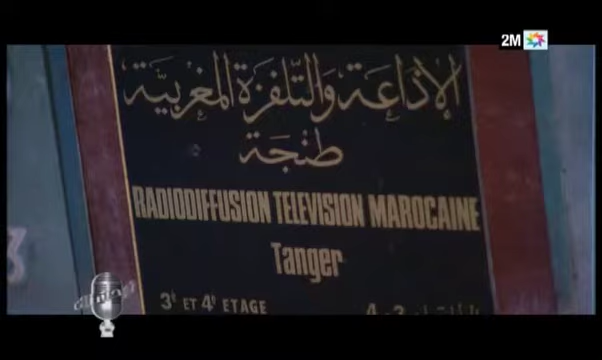 2M
الإذاعة والتلفزة المغربية
طنجة
RADIODIFFUSION TELEVISION MAROCAINE
Tanger
3ᵉ ET 4ᵉ ETAGE